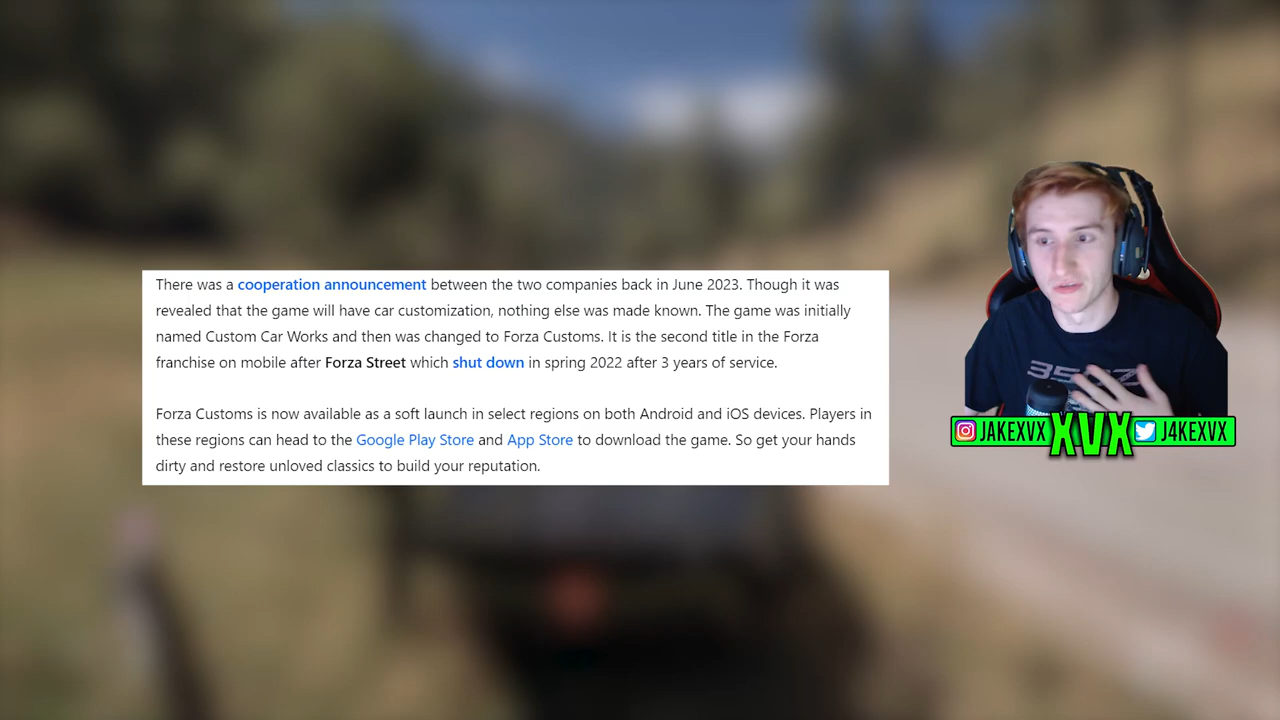 There was a cooperation announcement between the two companies back in June 2023. Though it was
revealed that the game will have car customization, nothing else was made known. The game was initially
named Custom Car Works and then was changed to Forza Customs. It is the second title in the Forza
franchise on mobile after Forza Street which shut down in spring 2022 after 3 years of service.
Forza Customs is now available as a soft launch in select regions on both Android and iOS devices. Players in
these regions can head to the Google Play Store and App Store to download the game. So get your hands
dirty and restore unloved classics to build your reputation.
350Z
JAKEXVX XVX J4KEXVX